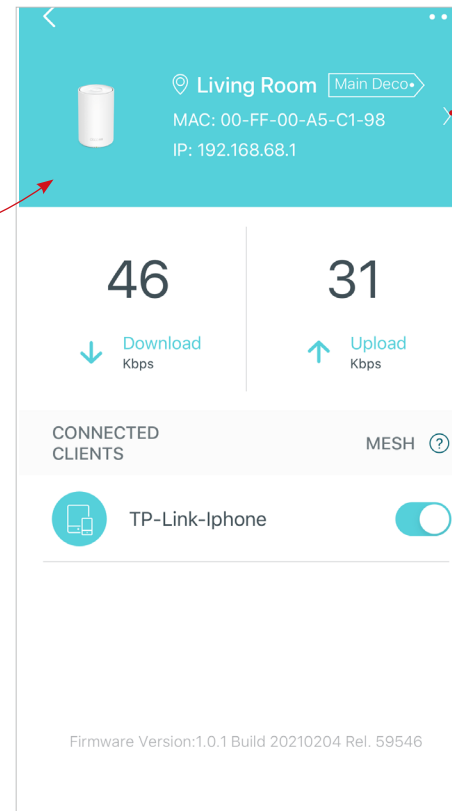 Living Room Main Deco
MAC: 00-FF-00-A5-C1-98
IP: 192.168.68.1
46 31
Download Upload
Kbps Kbps
CONNECTED
CLIENTS
MESH ?
TP-Link-Iphone
Firmware Version:1.0.1 Build 20210204 Rel. 59546